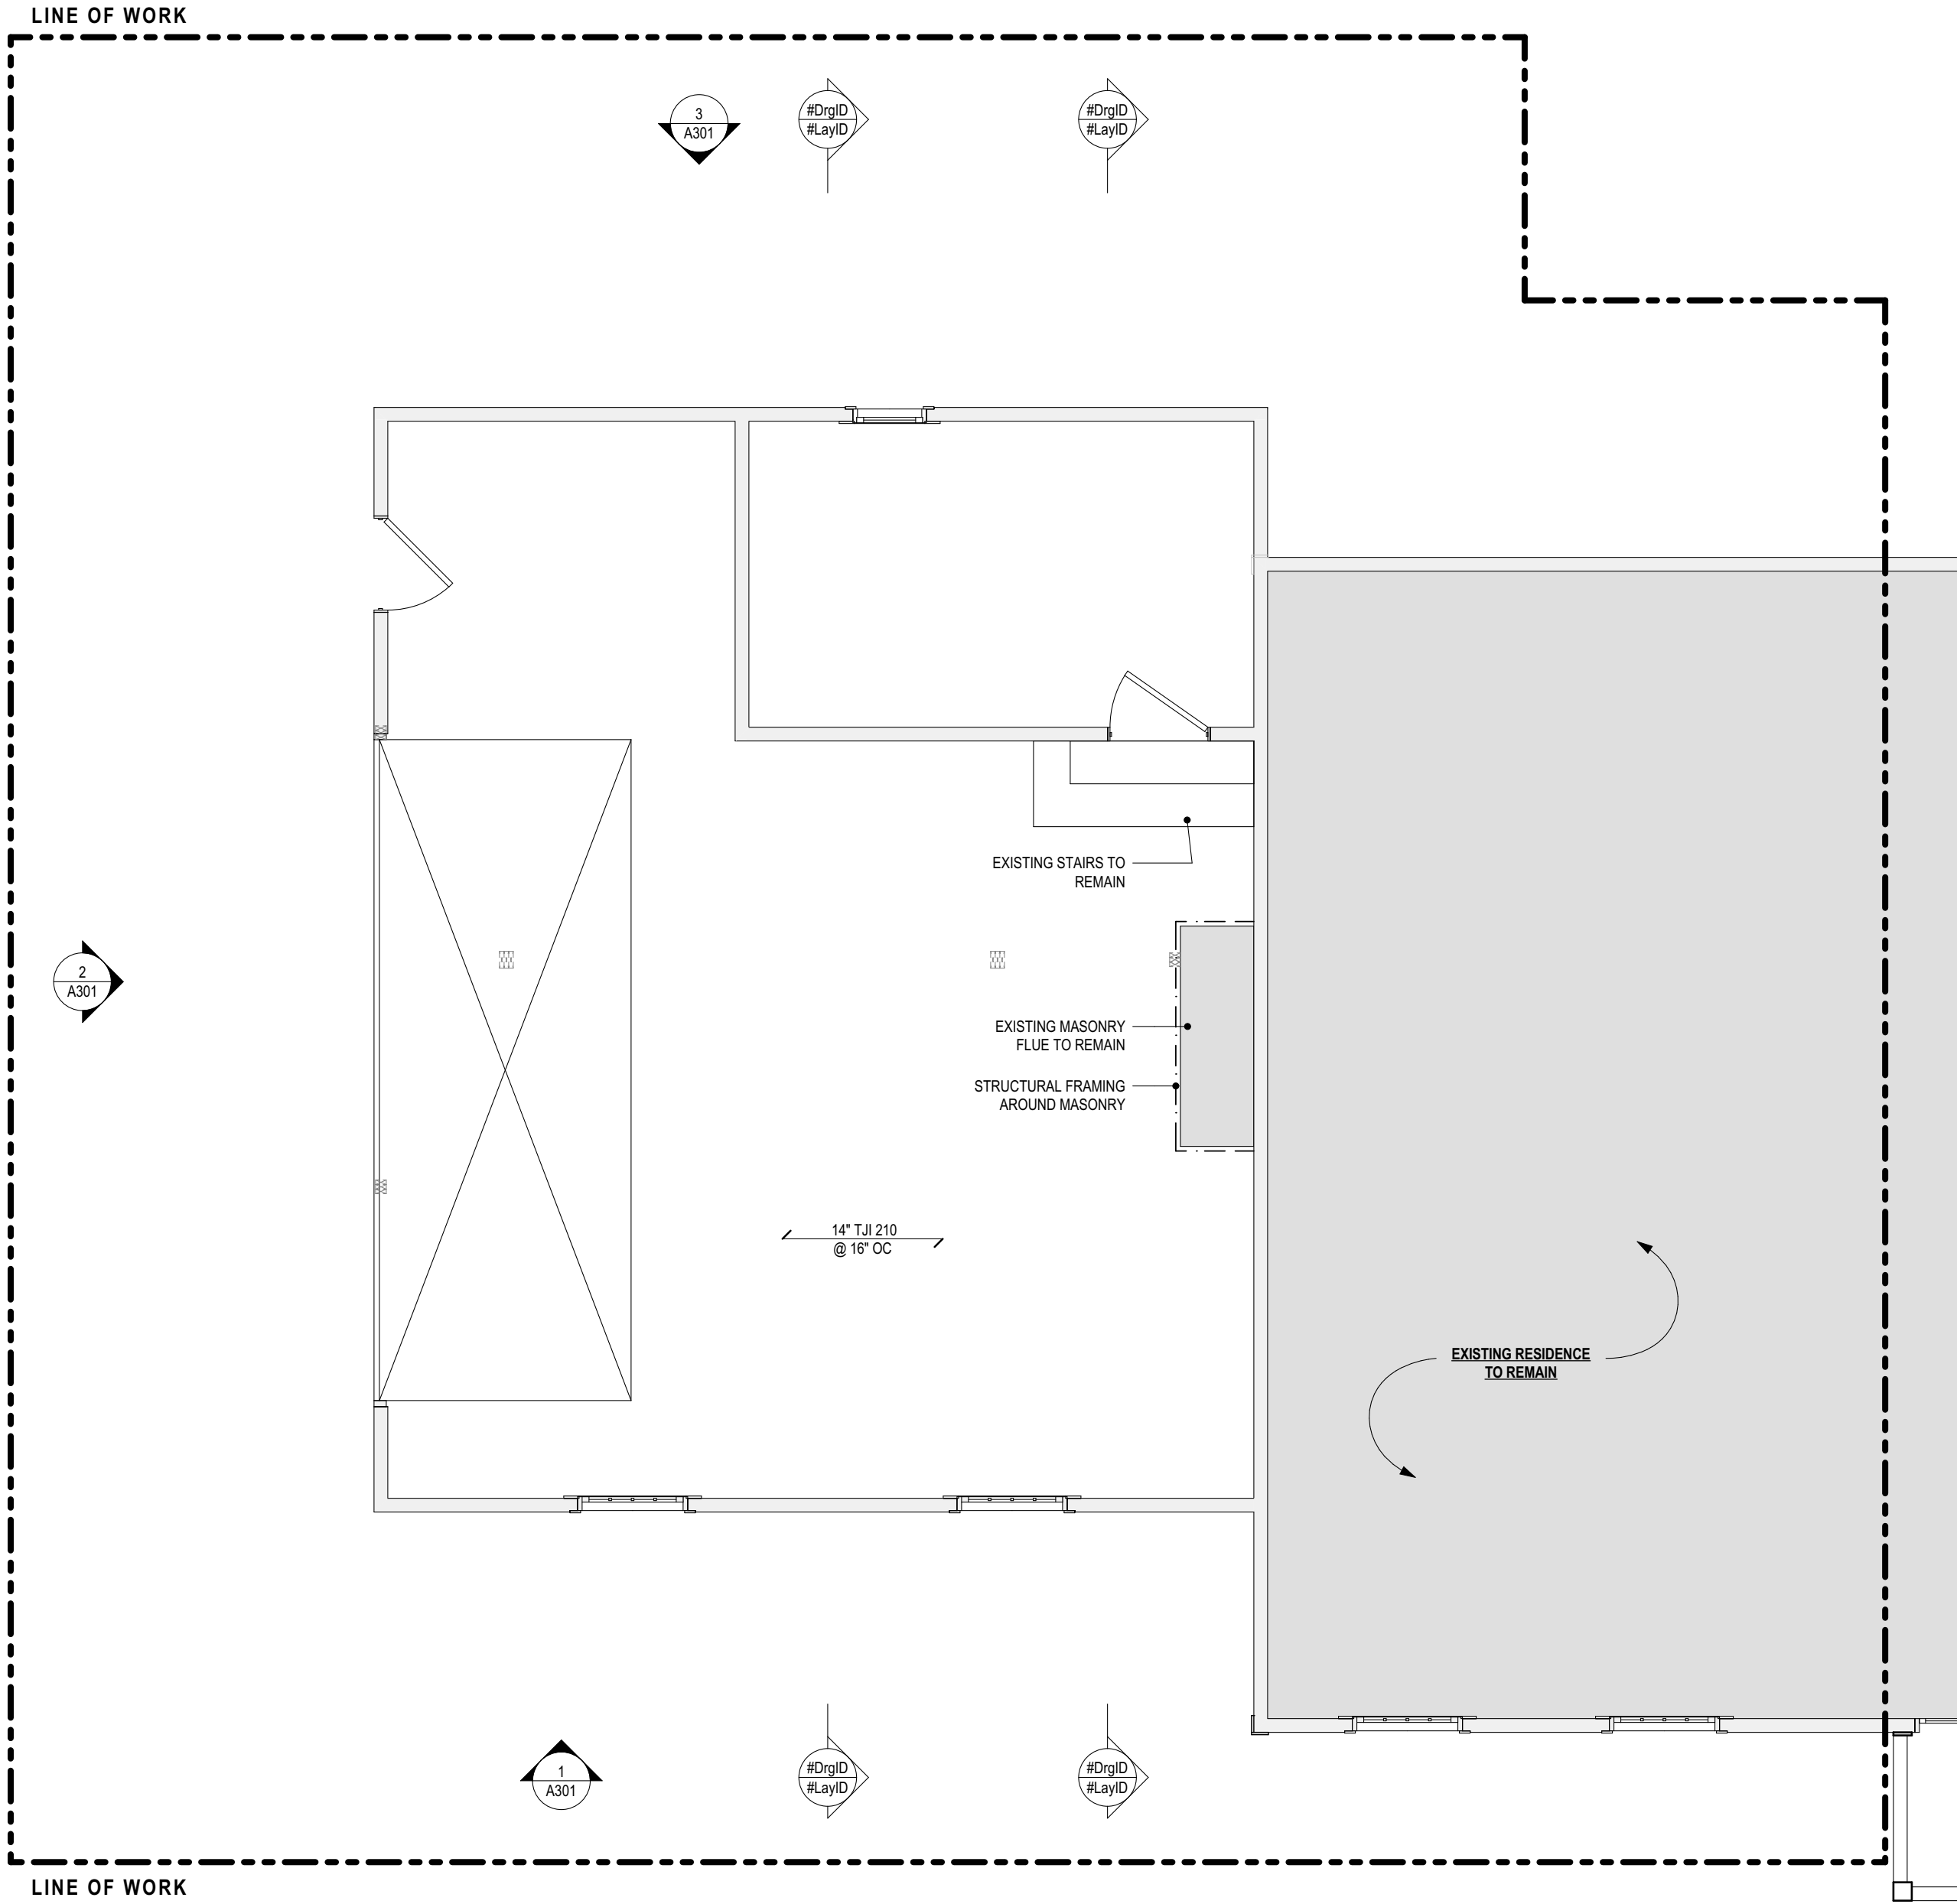 LINE OF WORK
3
A301
#DrgID
#LayID
#DrgID
#LayID
EXISTING STAIRS TO
REMAIN
2
A301
EXISTING MASONRY
FLUE TO REMAIN
STRUCTURAL FRAMING
AROUND MASONRY
14" TJI 210
@ 16" OC
EXISTING RESIDENCE
TO REMAIN
1
A301
#DrgID
#LayID
#DrgID
#LayID
LINE OF WORK